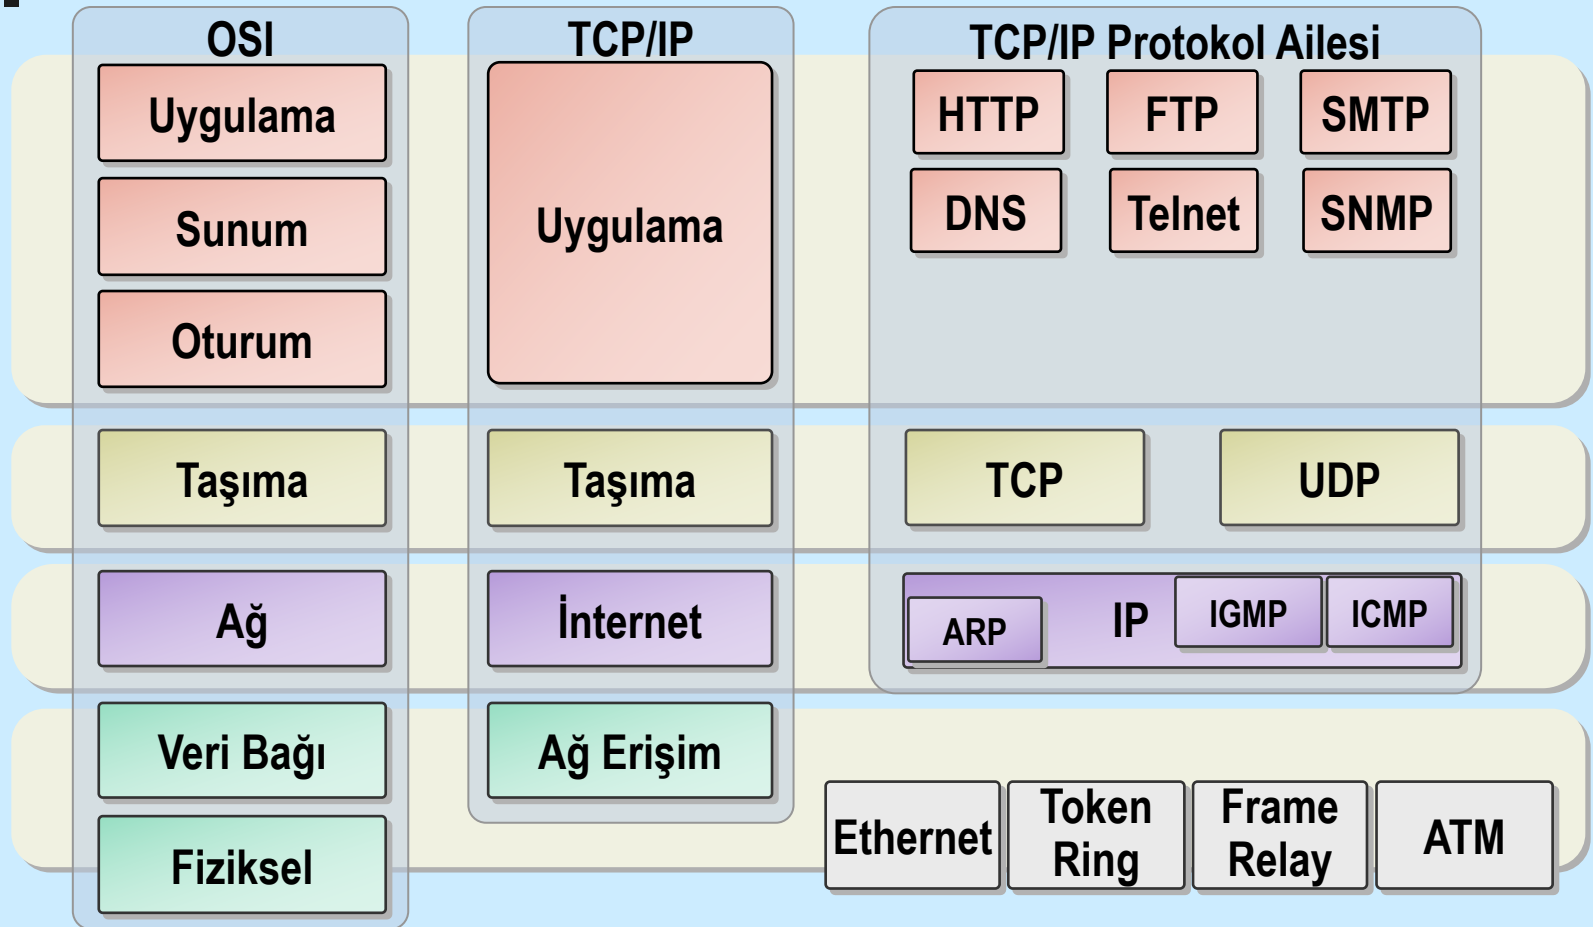 OSI
Uygulama
Sunum
Oturum
Taşıma
Ağ
Veri Bağı
Fiziksel
TCP/IP
Uygulama
Taşıma
İnternet
Ağ Erişim
TCP/IP Protokol Ailesi
HTTP
FTP
SMTP
DNS
Telnet
SNMP
TCP
UDP
ARP
IP
IGMP
ICMP
Ethernet
Token
Ring
Frame
Relay
ATM